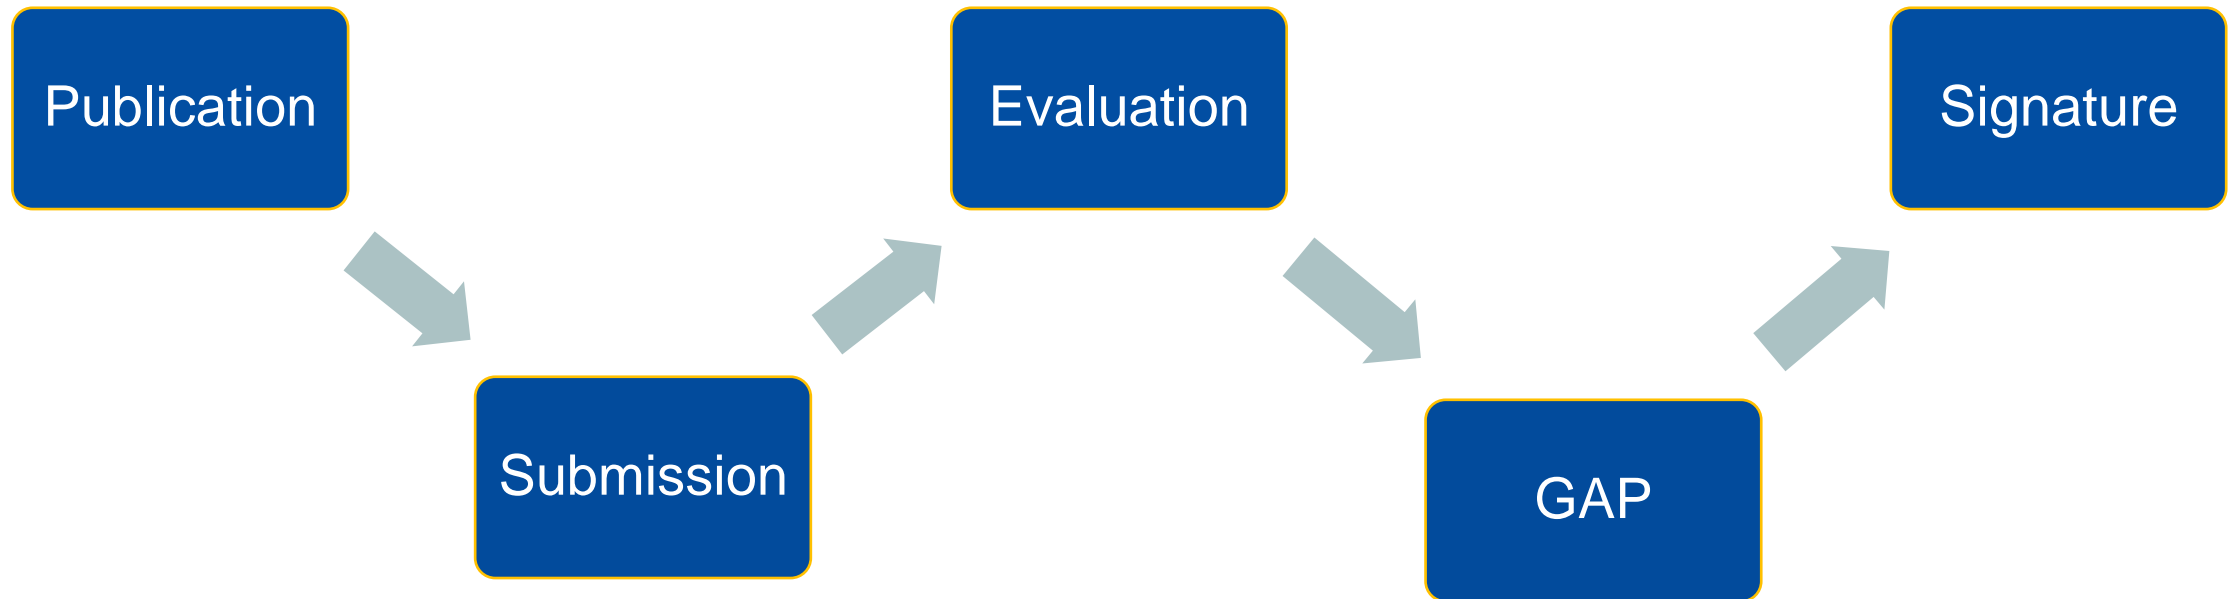 Publication
Submission
Evaluation
GAP
Signature